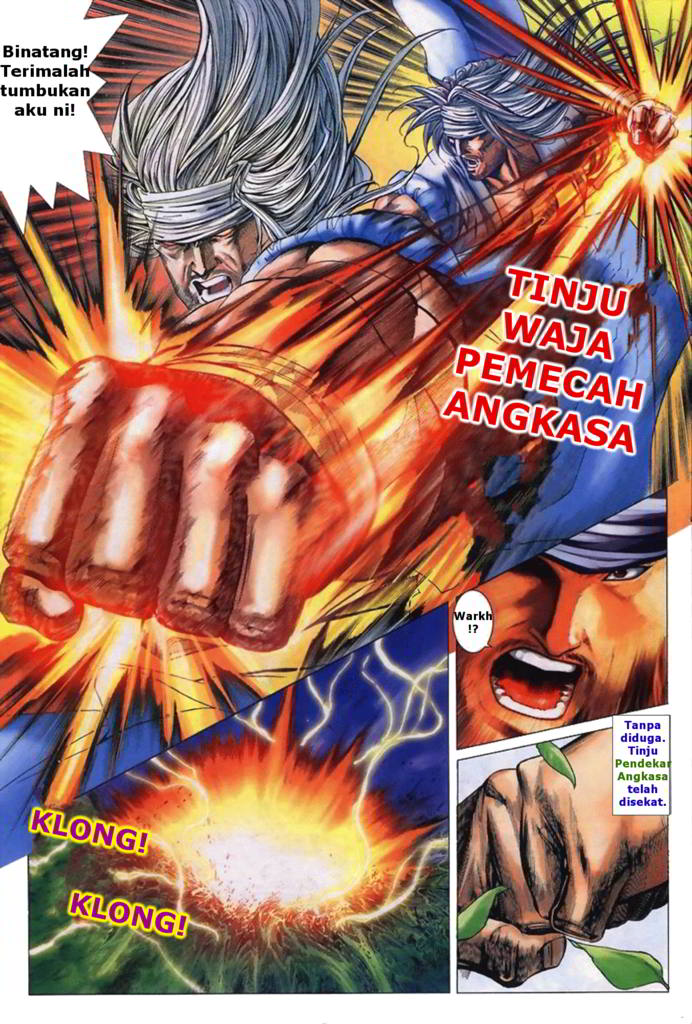 Binatang!
Terimalah
tumbukan
aku ni!
TINJU
WAJA
PEMECAH
ANGKASA
Warkh
!?
Tanpa
diduga.
Tinju
Pendekar
Angkasa
telah
disekat.
KLONG!
KLONG!